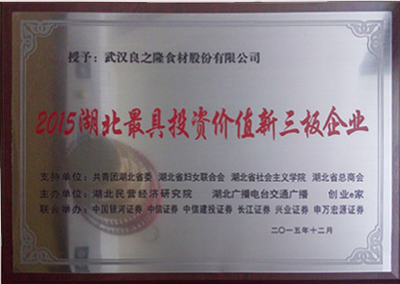 授予：武汉良之隆食材股份有限公司
2015湖北最具投资价值新三板企业
支持单位：共青团湖北省委 湖北省妇女联合会 湖北省社会主义学院 湖北省总商会
主办单位：湖北民营经济研究院 湖北广播电台交通广播 创业e家
联合举办：中国银河证券 中信证券 中信建投证券 长江证券 兴业证券 申万宏源证券
二〇一五年十二月